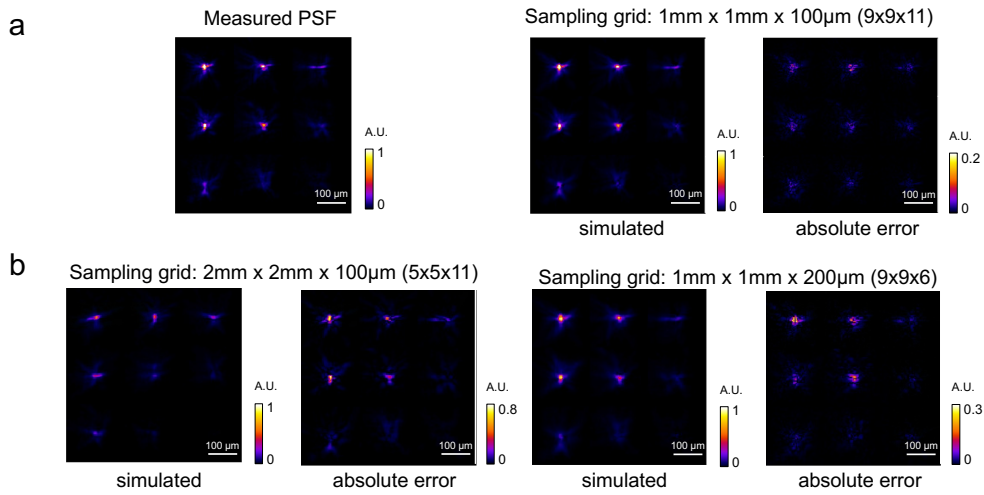 a
Measured PSF
Sampling grid: 1mm x 1mm x 100µm (9x9x11)
A.U.
1
0
100 µm
A.U.
1
0
100 µm
simulated
A.U.
0.2
0
100 µm
absolute error
b
Sampling grid: 2mm x 2mm x 100µm (5x5x11)
Sampling grid: 1mm x 1mm x 200µm (9x9x6)
A.U.
1
0
100 µm
simulated
A.U.
0.8
0
100 µm
absolute error
A.U.
1
0
100 µm
simulated
A.U.
0.3
0
100 µm
absolute error